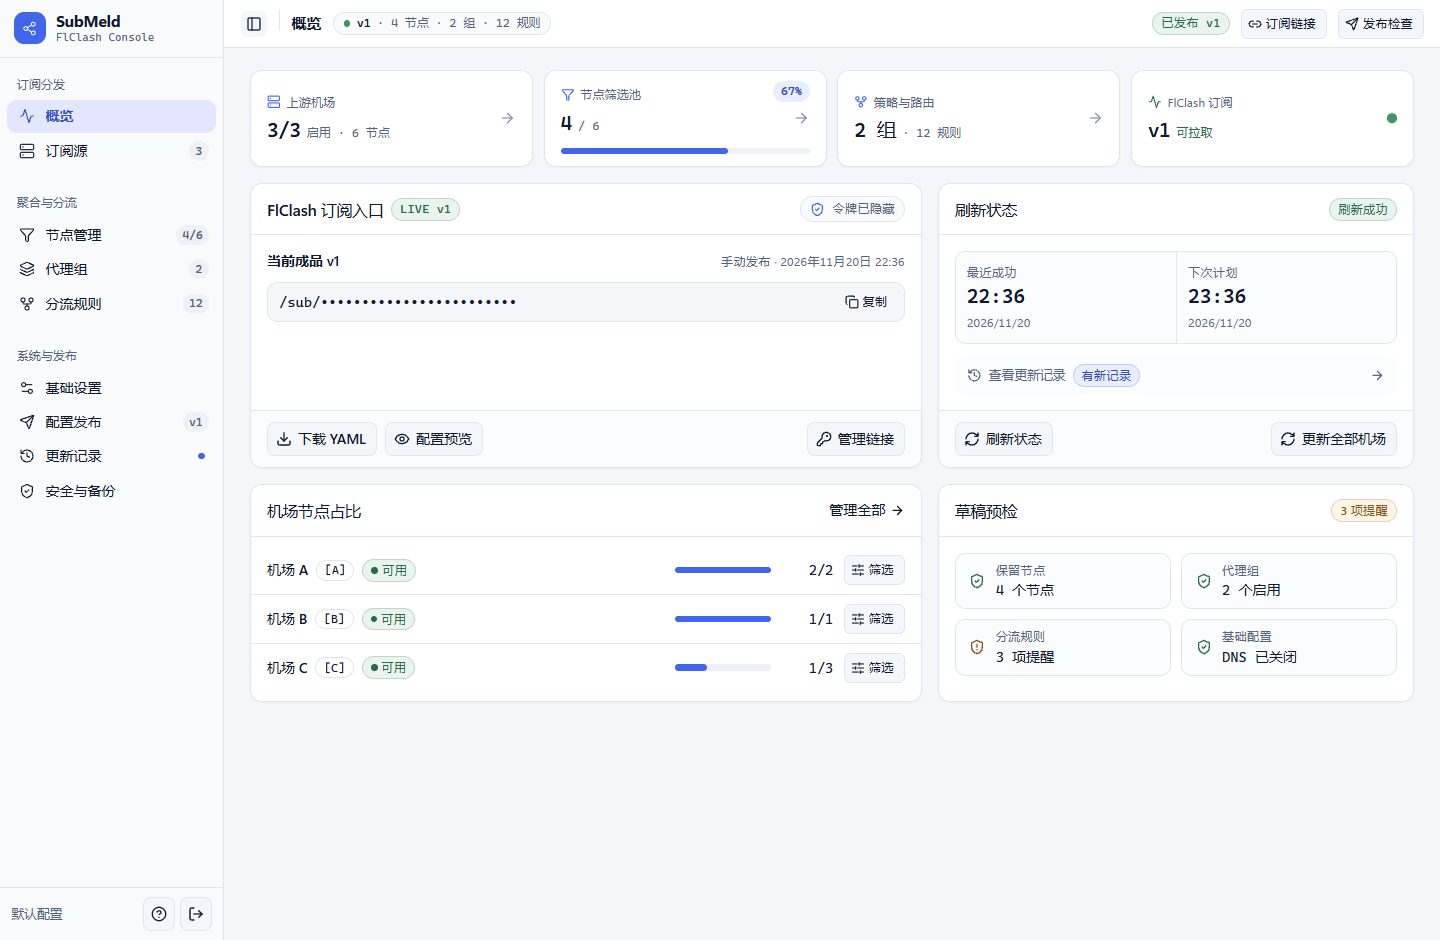 SubMeld
FlClash Console
订阅分发
概览
订阅源 3
聚合与分流
节点管理 4/6
代理组 2
分流规则 12
系统与发布
基础设置
配置发布 v1
更新记录
安全与备份
默认配置
概览 v1 · 4 节点 · 2 组 · 12 规则
已发布 v1 订阅链接 发布检查
上游机场
3/3 启用 · 6 节点
节点筛选池 67%
4 / 6
策略与路由
2 组 · 12 规则
FlClash 订阅
v1 可拉取
FlClash 订阅入口 LIVE v1 令牌已隐藏
当前成品 v1 手动发布 · 2026年11月20日 22:36
/sub/•••••••••••••••••••••••• 复制
下载 YAML 配置预览 管理链接
刷新状态 刷新成功
最近成功 下次计划
22:36 23:36
2026/11/20 2026/11/20
查看更新记录 有新记录
刷新状态 更新全部机场
机场节点占比 管理全部
机场 A [A] 可用 2/2 筛选
机场 B [B] 可用 1/1 筛选
机场 C [C] 可用 1/3 筛选
草稿预检 3 项提醒
保留节点
4 个节点
代理组
2 个启用
分流规则
3 项提醒
基础配置
DNS 已关闭